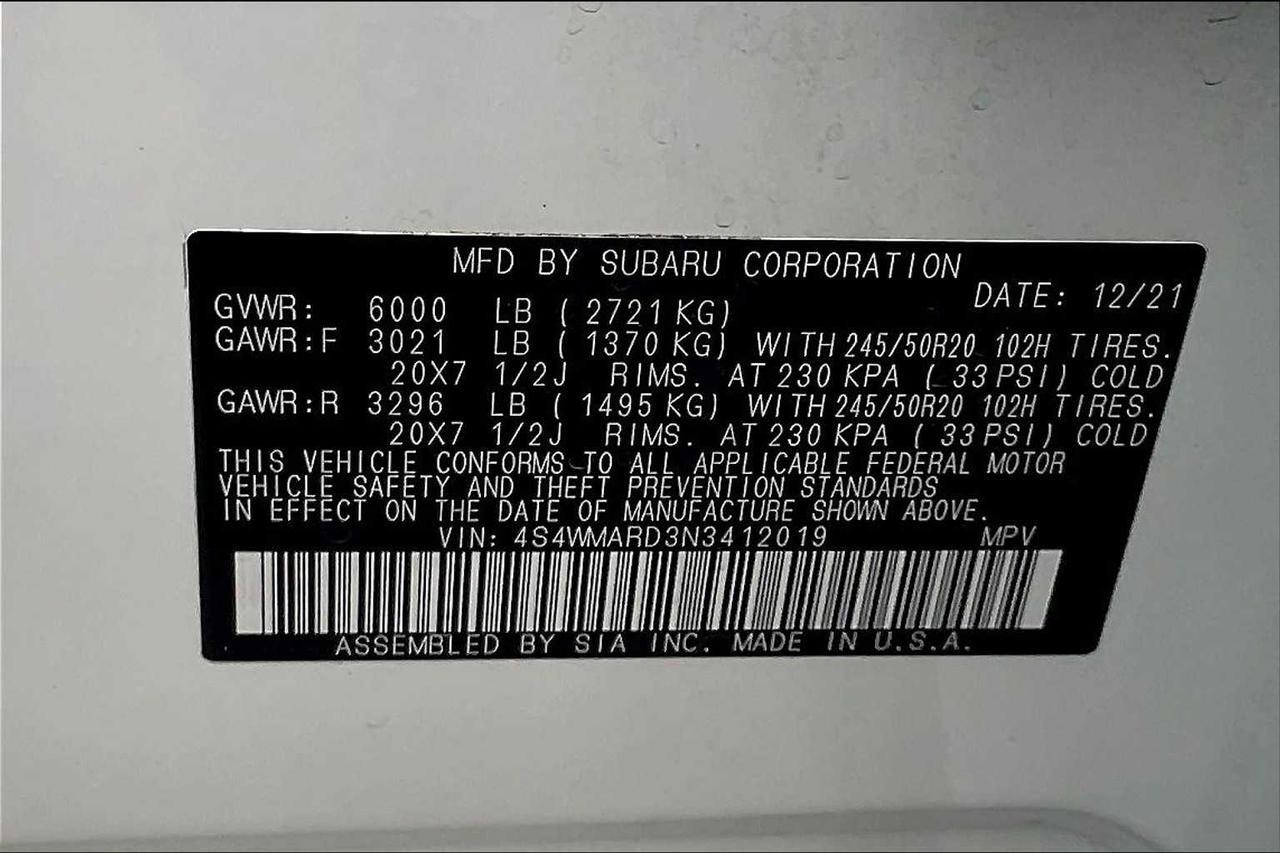 MFD BY SUBARU CORPORATION
DATE: 12/21
GVWR: 6000 LB ( 2721 KG)
GAWR:F 3021 LB ( 1370 KG) WITH 245/50R20 102H TIRES.
20X7 1/2J RIMS. AT 230 KPA ( 33 PSI) COLD
GAWR:R 3296 LB ( 1495 KG) WITH 245/50R20 102H TIRES.
20X7 1/2J RIMS. AT 230 KPA ( 33 PSI) COLD
THIS VEHICLE CONFORMS TO ALL APPLICABLE FEDERAL MOTOR
VEHICLE SAFETY AND THEFT PREVENTION STANDARDS
IN EFFECT ON THE DATE OF MANUFACTURE SHOWN ABOVE.
VIN: 4S4WMARD3N3412019 MPV
ASSEMBLED BY SIA INC. MADE IN U.S.A.